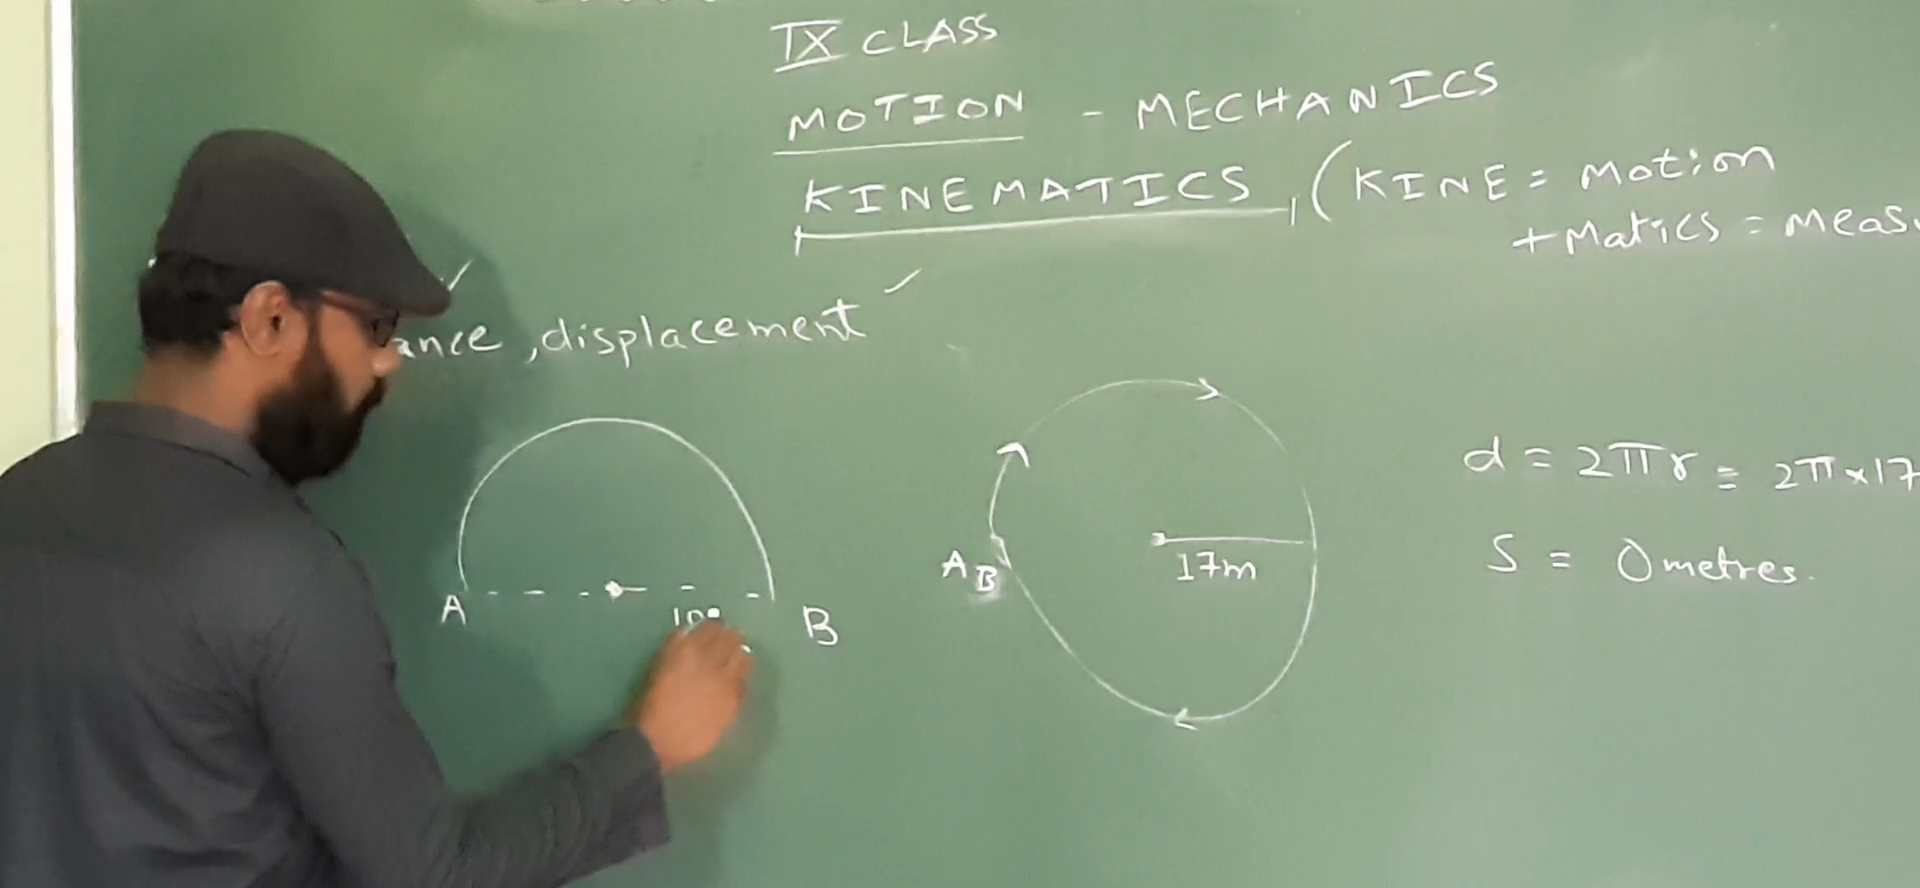 IX CLASS
MOTION - MECHANICS
KINEMATICS, (KINE = Motion
+ Matics = Meas
ance, displacement
d = 2πr = 2π×17
S = 0 metres.
A B
17m
A
B